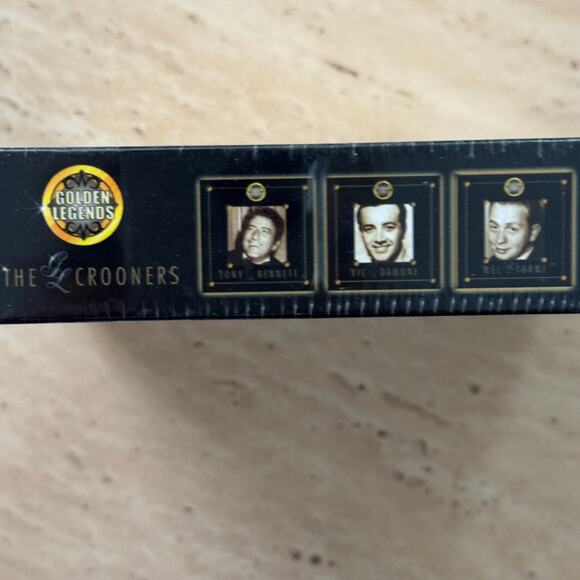 GOLDEN
LEGENDS
THE GL CROONERS
TONY BENNETT
VIC DAMONE
MEL TORME